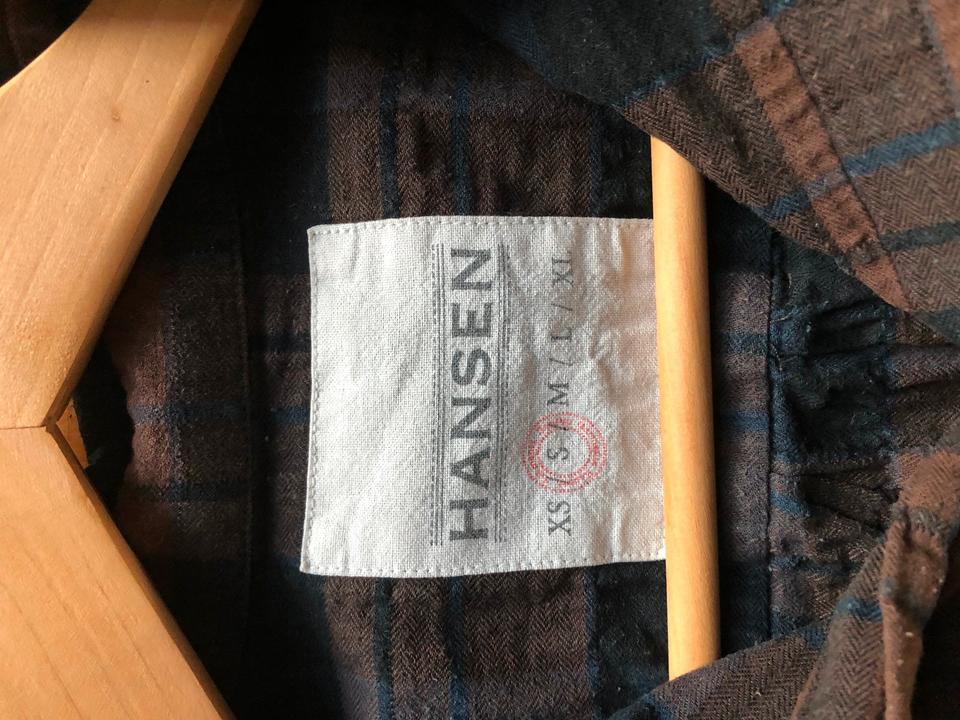 HANSEN
XS / S / M / L / XL